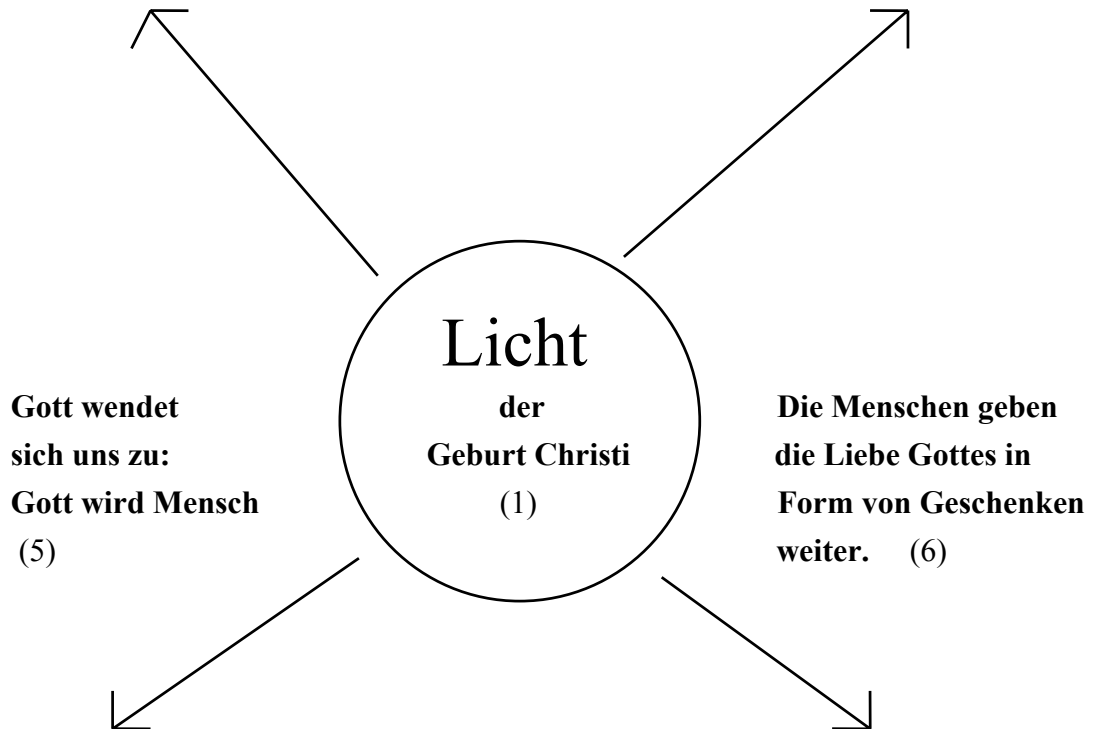 Gott wendet
sich uns zu:
Gott wird Mensch
(5)
Licht
der
Geburt Christi
(1)
Die Menschen geben
die Liebe Gottes in
Form von Geschenken
weiter. (6)